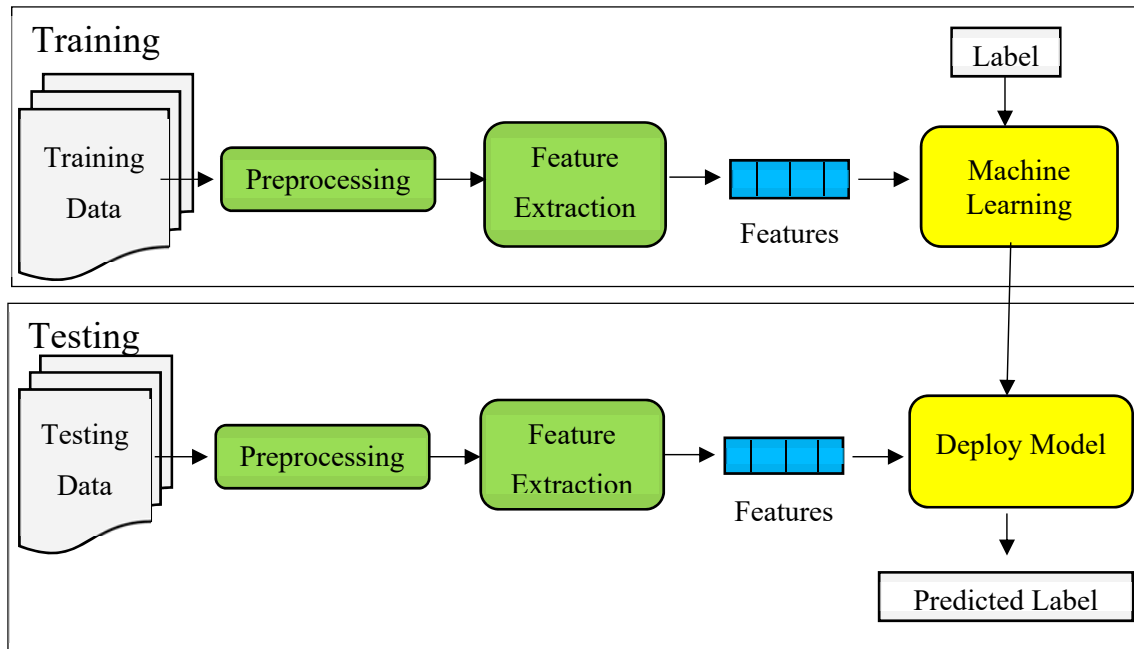 Training
Label
Training
Data
Preprocessing
Feature
Extraction
Features
Machine
Learning
Testing
Testing
Data
Preprocessing
Feature
Extraction
Features
Deploy Model
Predicted Label